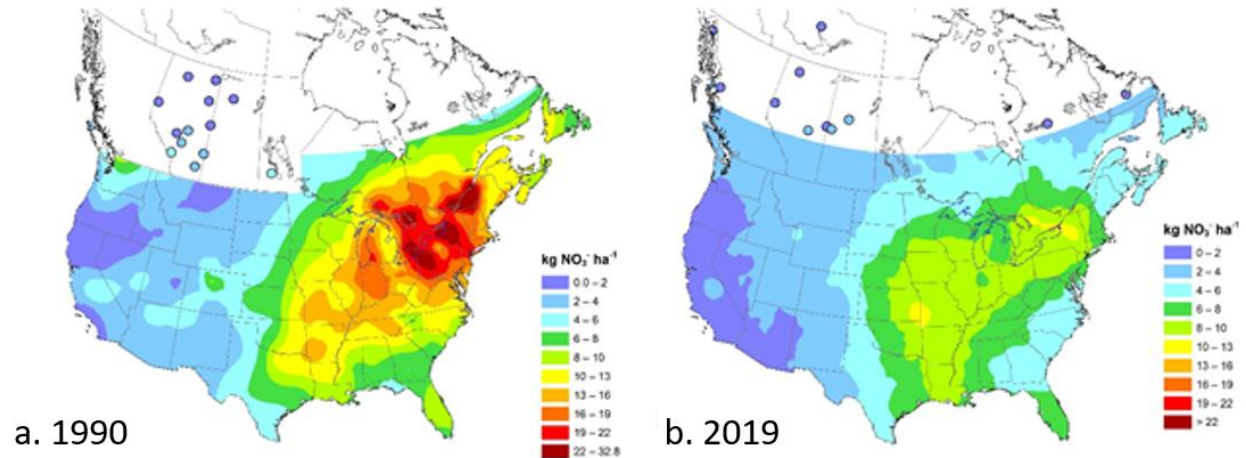 kg NO₃⁻ ha⁻¹
0.0 – 2
2 – 4
4 – 6
6 – 8
8 – 10
10 – 13
13 – 16
16 – 19
19 – 22
22 – 32.8
a. 1990
kg NO₃⁻ ha⁻¹
0 – 2
2 – 4
4 – 6
6 – 8
8 – 10
10 – 13
13 – 16
16 – 19
19 – 22
> 22
b. 2019